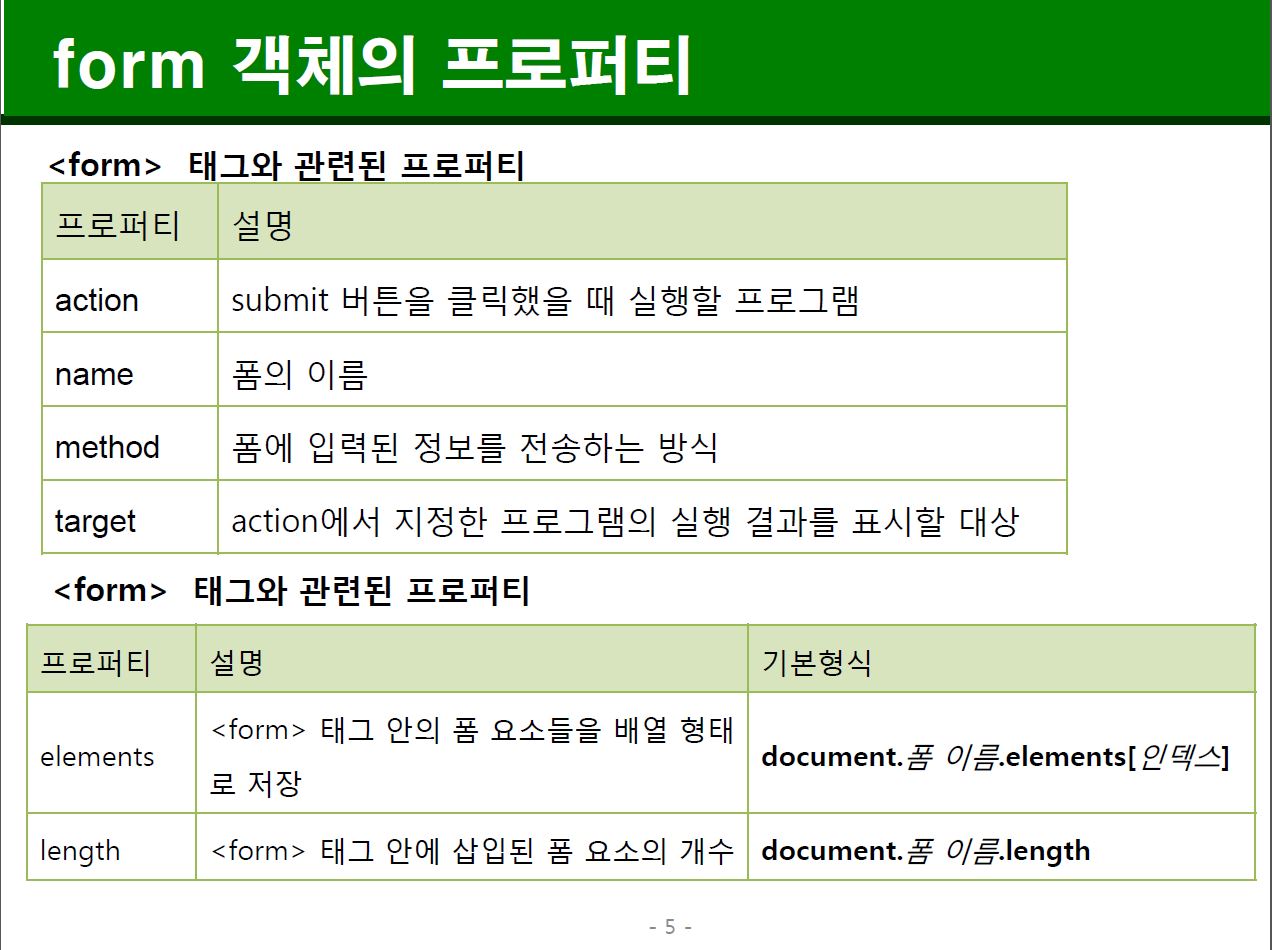 form 객체의 프로퍼티
<form> 태그와 관련된 프로퍼티
프로퍼티 설명
action submit 버튼을 클릭했을 때 실행할 프로그램
name 폼의 이름
method 폼에 입력된 정보를 전송하는 방식
target action에서 지정한 프로그램의 실행 결과를 표시할 대상
<form> 태그와 관련된 프로퍼티
프로퍼티 설명 기본형식
elements <form> 태그 안의 폼 요소들을 배열 형태
로 저장 document.폼 이름.elements[인덱스]
length <form> 태그 안에 삽입된 폼 요소의 개수 document.폼 이름.length
- 5 -